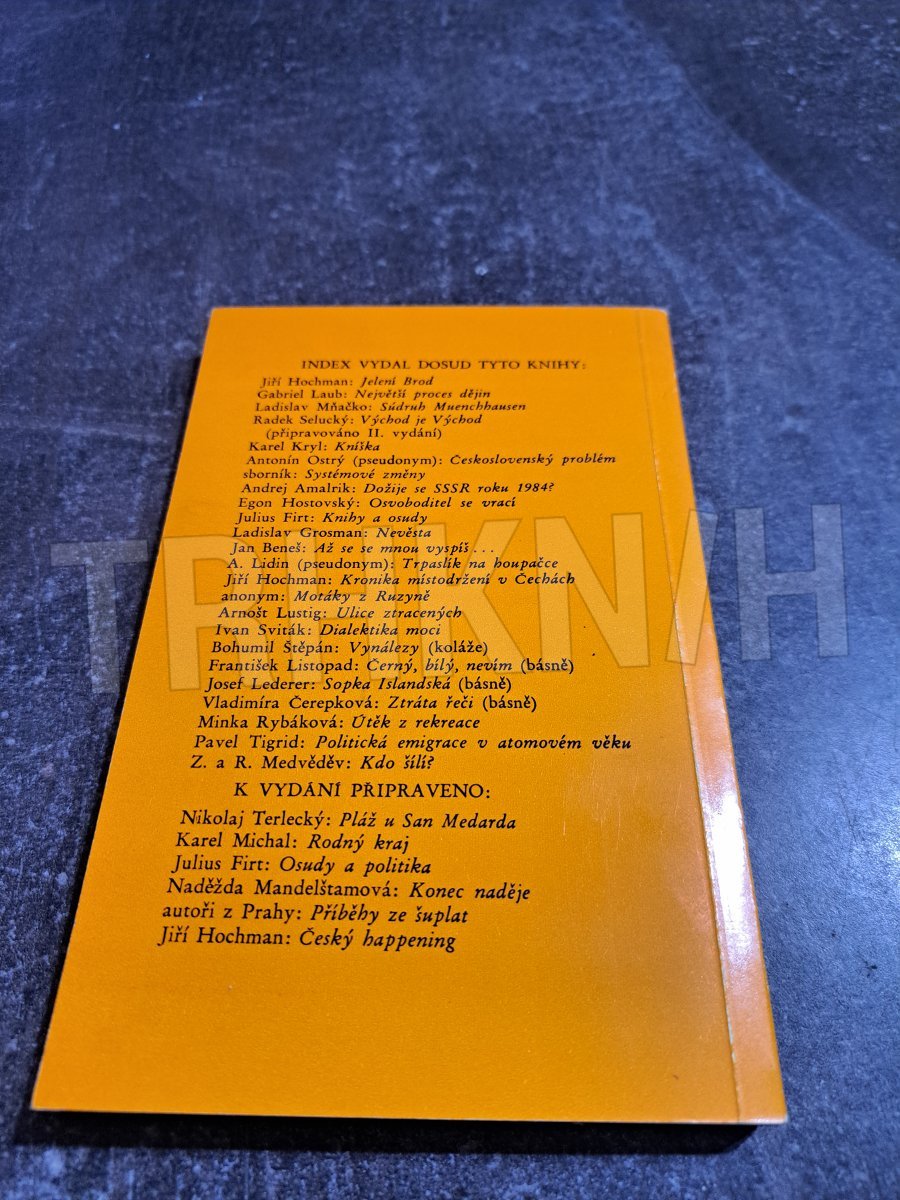 INDEX VYDAL DOSUD TYTO KNIHY:
Jiří Hochman: Jelení Brod
Gabriel Laub: Největší proces dějin
Ladislav Mňačko: Súdruh Muenchhausen
Radek Selucký: Východ je Východ
(připravováno II. vydání)
Karel Kryl: Kníška
Antonín Ostrý (pseudonym): Československý problém
sborník: Systémové změny
Andrej Amalrik: Dožije se SSSR roku 1984?
Egon Hostovský: Osvoboditel se vrací
Julius Firt: Knihy a osudy
Ladislav Grosman: Nevěsta
Jan Beneš: Až se se mnou vyspíš...
A. Lidin (pseudonym): Trpaslík na houpačce
Jiří Hochman: Kronika místodržení v Čechách
anonym: Motáky z Ruzyně
Arnošt Lustig: Ulice ztracených
Ivan Sviták: Dialektika moci
Bohumil Štěpán: Vynálezy (koláže)
František Listopad: Černý, bílý, nevím (básně)
Josef Lederer: Sopka Islandská (básně)
Vladimíra Čerepková: Ztráta řeči (básně)
Minka Rybáková: Útěk z rekreace
Pavel Tigrid: Politická emigrace v atomovém věku
Z. a R. Medvěděv: Kdo šílí?
K VYDÁNÍ PŘIPRAVENO:
Nikolaj Terlecký: Pláž u San Medarda
Karel Michal: Rodný kraj
Julius Firt: Osudy a politika
Naděžda Mandelštamová: Konec naděje
autoři z Prahy: Příběhy ze šuplat
Jiří Hochman: Český happening
TRHKNIH